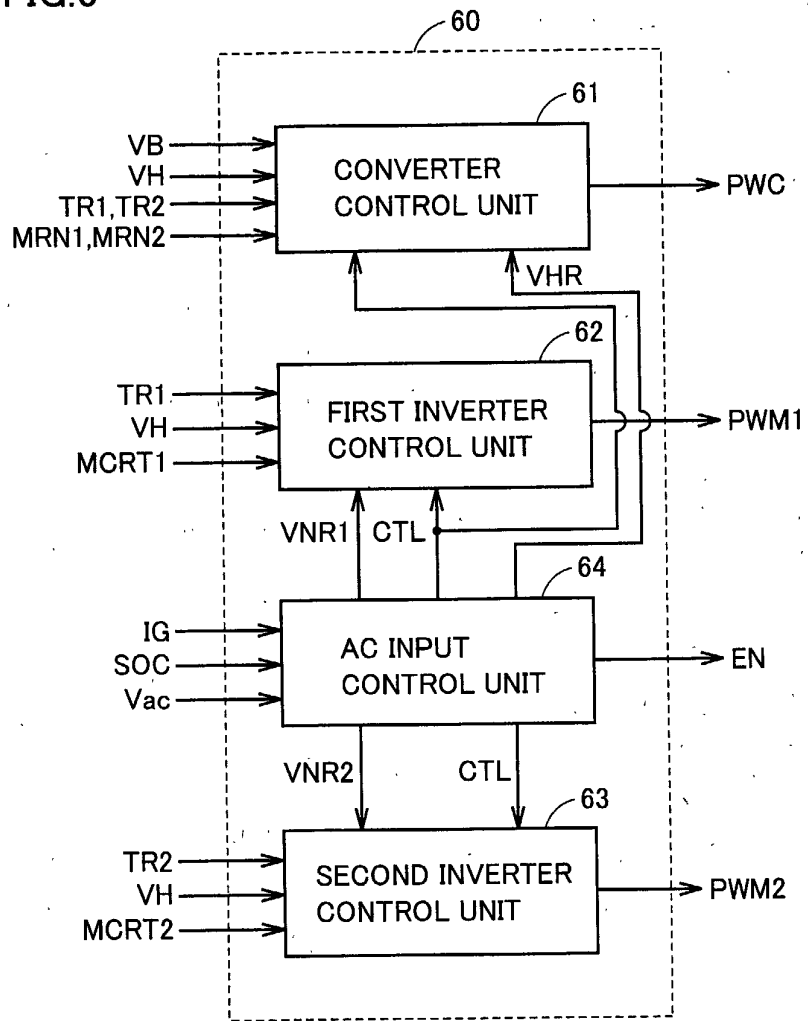 60
61
VB
VH
TR1,TR2
MRN1,MRN2
CONVERTER
CONTROL UNIT
PWC
VHR
62
TR1
VH
MCRT1
FIRST INVERTER
CONTROL UNIT
PWM1
VNR1
CTL
64
IG
SOC
Vac
AC INPUT
CONTROL UNIT
EN
VNR2
CTL
63
TR2
VH
MCRT2
SECOND INVERTER
CONTROL UNIT
PWM2